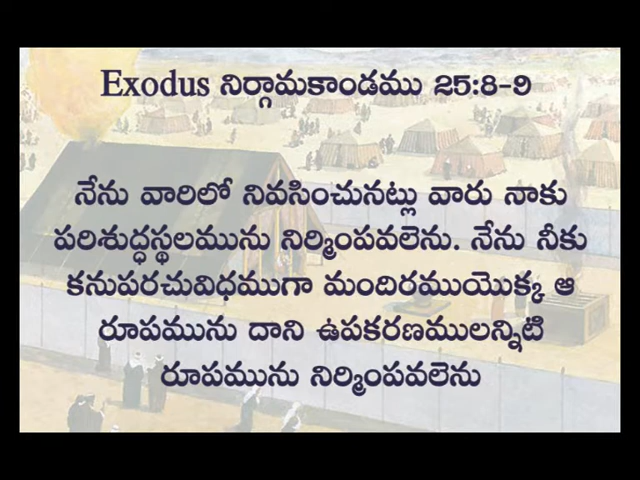 Exodus నిర్గామకాండము 25:8-9
నేను వారిలో నివసించునట్లు వారు నాకు
పరిశుద్ధస్థలమును నిర్మింపవలెను. నేను నీకు
కనుపరచువిధముగా మందిరముయొక్క ఆ
రూపమును దాని ఉపకరణములన్నిటి
రూపమును నిర్మింపవలెను